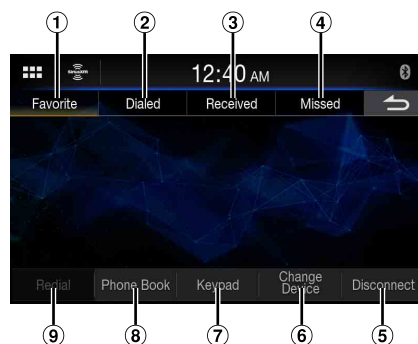 ① ② ③ ④
SiriusXM 12:40 AM
Favorite Dialed Received Missed
Redial Phone Book Keypad Change Device Disconnect
⑨ ⑧ ⑦ ⑥ ⑤